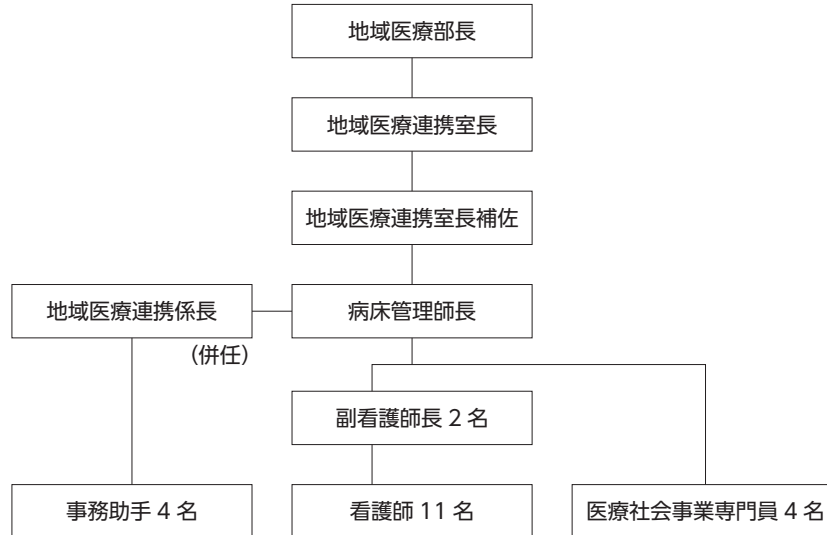 地域医療部長
地域医療連携室長
地域医療連携室長補佐
地域医療連携係長
病床管理師長
(併任)
副看護師長 2 名
事務助手 4 名
看護師 11 名
医療社会事業専門員 4 名